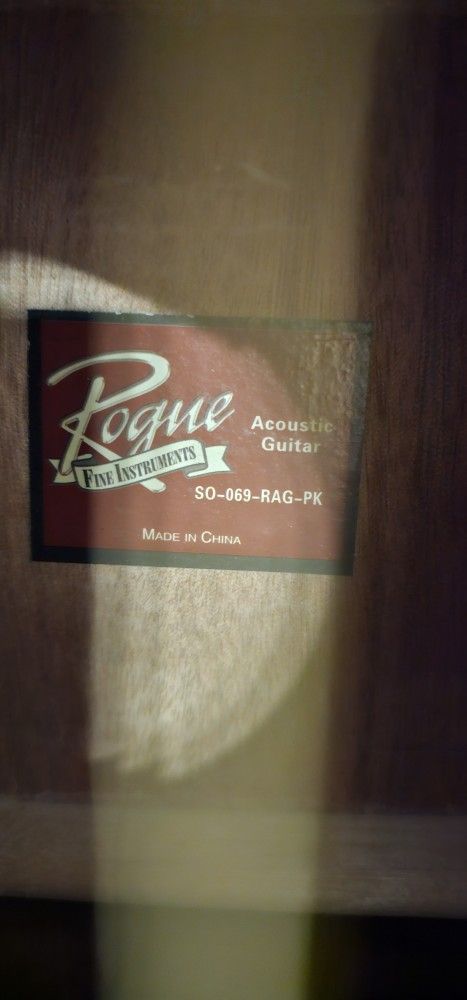 Rogue
FINE INSTRUMENTS
Acoustic
Guitar
SO-069-RAG-PK
MADE IN CHINA